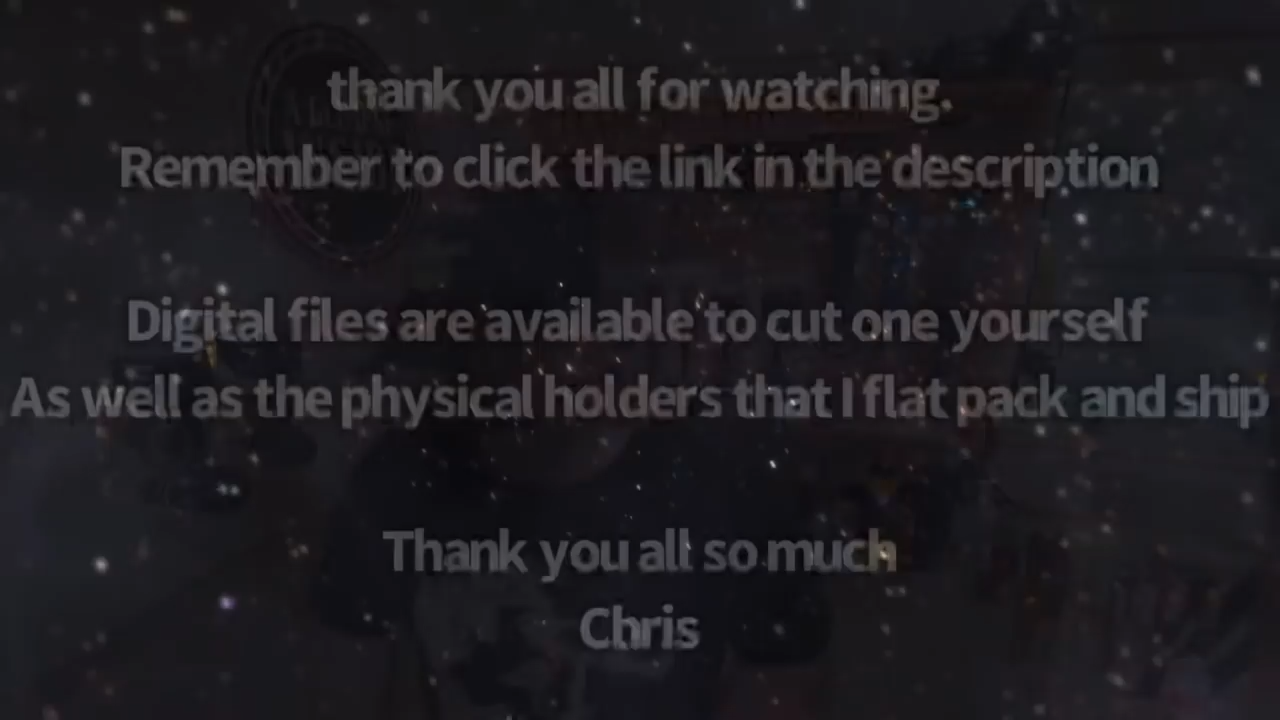 thank you all for watching.
Remember to click the link in the description
Digital files are available to cut one yourself
As well as the physical holders that I flat pack and ship
Thank you all so much
Chris